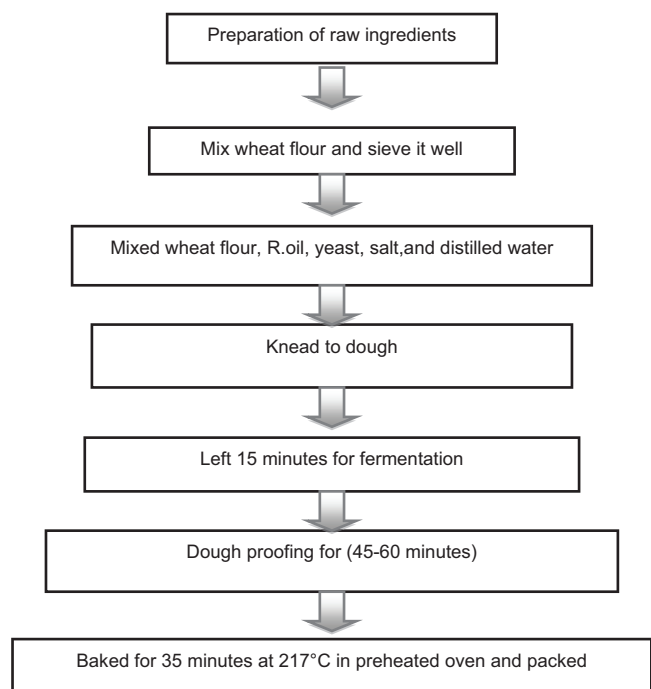 Preparation of raw ingredients
Mix wheat flour and sieve it well
Mixed wheat flour, R.oil, yeast, salt,and distilled water
Knead to dough
Left 15 minutes for fermentation
Dough proofing for (45-60 minutes)
Baked for 35 minutes at 217°C in preheated oven and packed